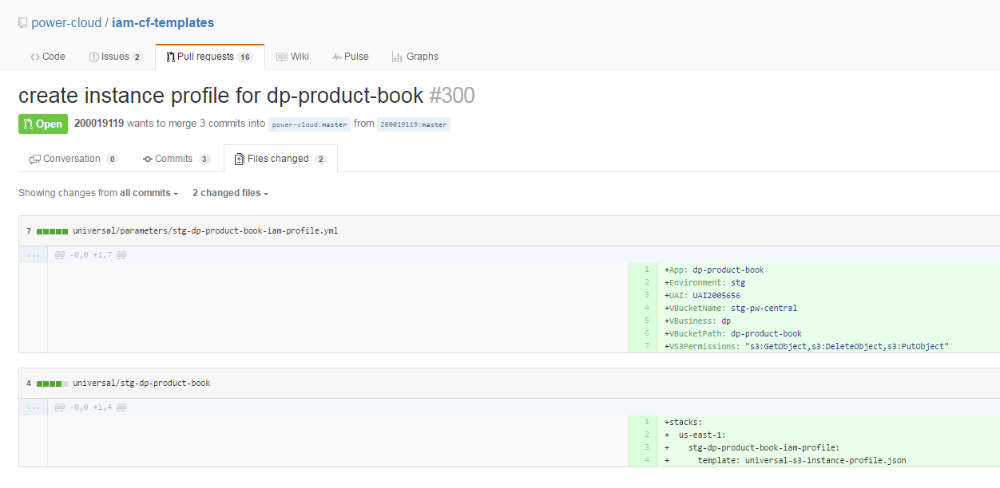 power-cloud / iam-cf-templates
Code Issues 2 Pull requests 16 Wiki Pulse Graphs
create instance profile for dp-product-book #300
Open 200019119 wants to merge 3 commits into power-cloud:master from 200019119:master
Conversation 0 Commits 3 Files changed 2
Showing changes from all commits 2 changed files
7 universal/parameters/stg-dp-product-book-iam-profile.yml
... @@ -0,0 +1,7 @@
1 +App: dp-product-book
2 +Environment: stg
3 +UAI: UAI2005656
4 +VBucketName: stg-pw-central
5 +VBusiness: dp
6 +VBucketPath: dp-product-book
7 +VS3Permissions: "s3:GetObject,s3:DeleteObject,s3:PutObject"
4 universal/stg-dp-product-book
... @@ -0,0 +1,4 @@
1 +stacks:
2 + us-east-1:
3 + stg-dp-product-book-iam-profile:
4 + template: universal-s3-instance-profile.json